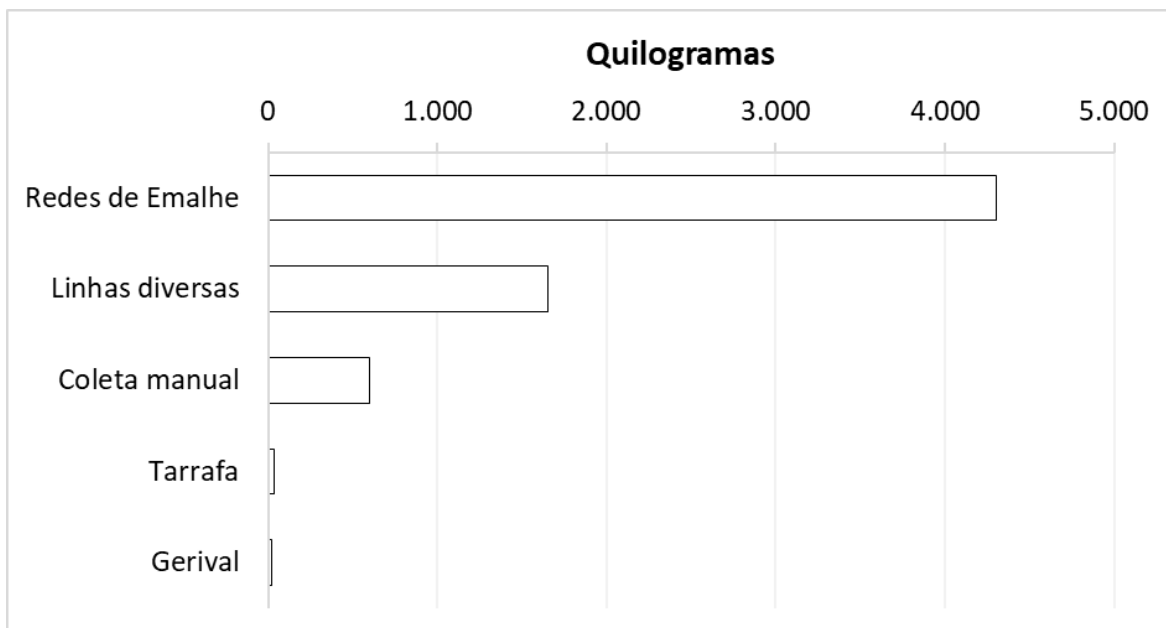 Quilogramas
0 1.000 2.000 3.000 4.000 5.000
Redes de Emalhe
Linhas diversas
Coleta manual
Tarrafa
Gerival